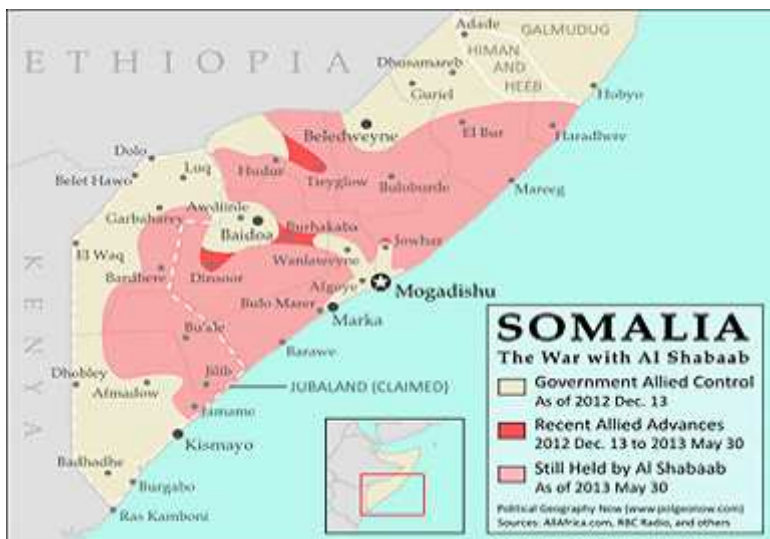 Adade
GALMUDUG
ETHIOPIA
HIMAN
AND
HEEB
Dhusamareb
Guriel
Hobyo
Beledweyne
El Bur
Haradhere
Dolo
Luq
Hudur
Belet Hawo
Tieyglow
Buloburde
Mareeg
Garbaharey
Awdiinle
Baidoa
Burhakaba
Jowhar
El Waq
Wanlaweyne
Bardhere
Dinsoor
Afgoye
Mogadishu
KENYA
Bulo Marer
Marka
Bu'ale
Barawe
Dhobley
Jilib
Afmadow
JUBALAND (CLAIMED)
Jamame
Kismayo
Badhadhe
Burgabo
Ras Kamboni
SOMALIA
The War with Al Shabaab
Government Allied Control
As of 2012 Dec. 13
Recent Allied Advances
2012 Dec. 13 to 2013 May 30
Still Held by Al Shabaab
As of 2013 May 30
Political Geography Now (www.polgeonow.com)
Sources: AllAfrica.com, RBC Radio, and others